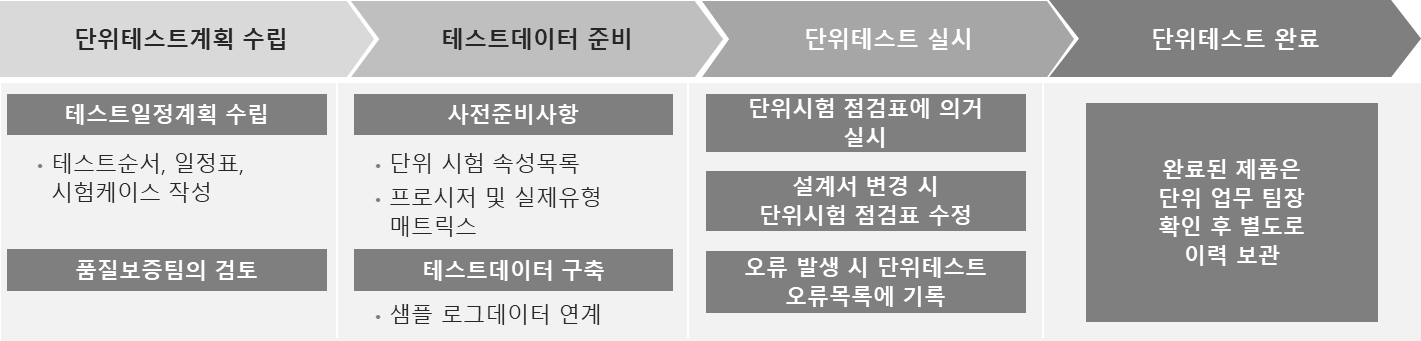 단위테스트계획 수립
테스트데이터 준비
단위테스트 실시
단위테스트 완료
테스트일정계획 수립
• 테스트순서, 일정표,
시험케이스 작성
품질보증팀의 검토
사전준비사항
• 단위 시험 속성목록
• 프로시저 및 실제유형
매트릭스
테스트데이터 구축
• 샘플 로그데이터 연계
단위시험 점검표에 의거
실시
설계서 변경 시
단위시험 점검표 수정
오류 발생 시 단위테스트
오류목록에 기록
완료된 제품은
단위 업무 팀장
확인 후 별도로
이력 보관